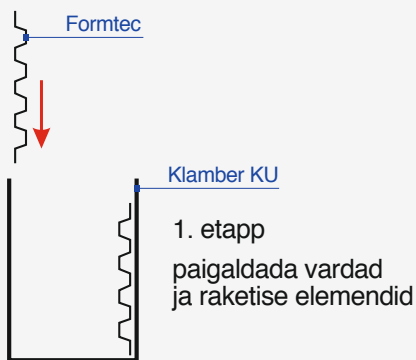 Formtec
Klamber KU
1. etapp
paigaldada vardad
ja raketise elemendid